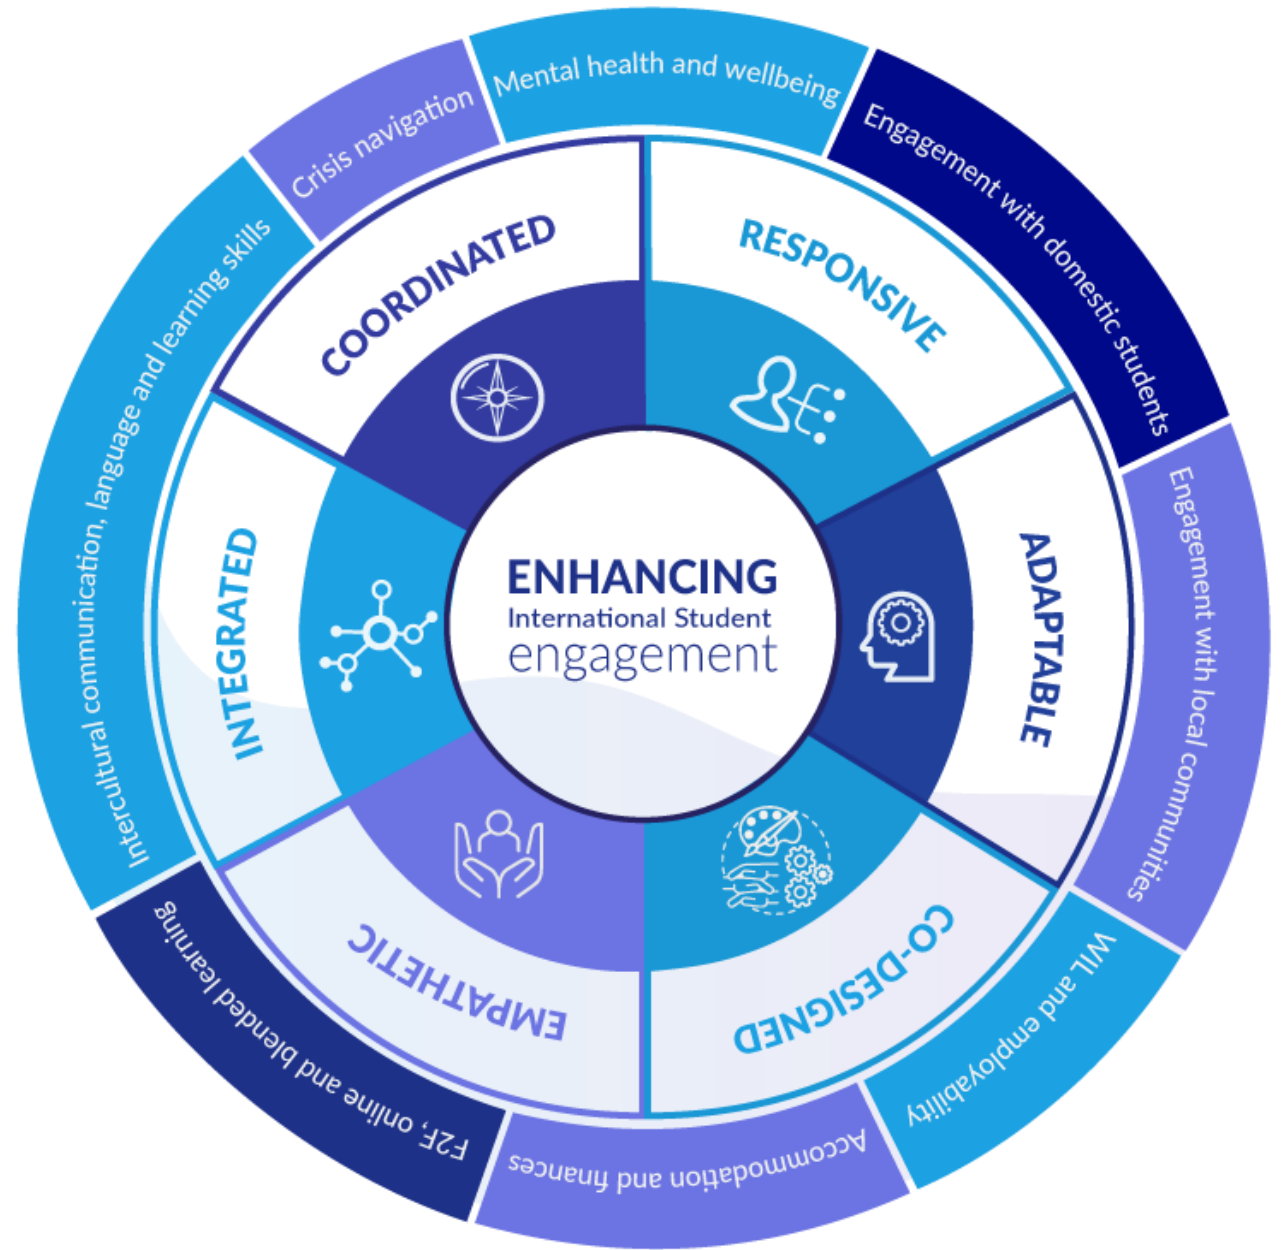 ENHANCING
International Student
engagement
COORDINATED
RESPONSIVE
ADAPTABLE
CO-DESIGNED
EMPATHETIC
INTEGRATED
Mental health and wellbeing
Engagement with domestic students
Engagement with local communities
WIL and employability
Accommodation and finances
F2F, online and blended learning
Intercultural communication, language and learning skills
Crisis navigation